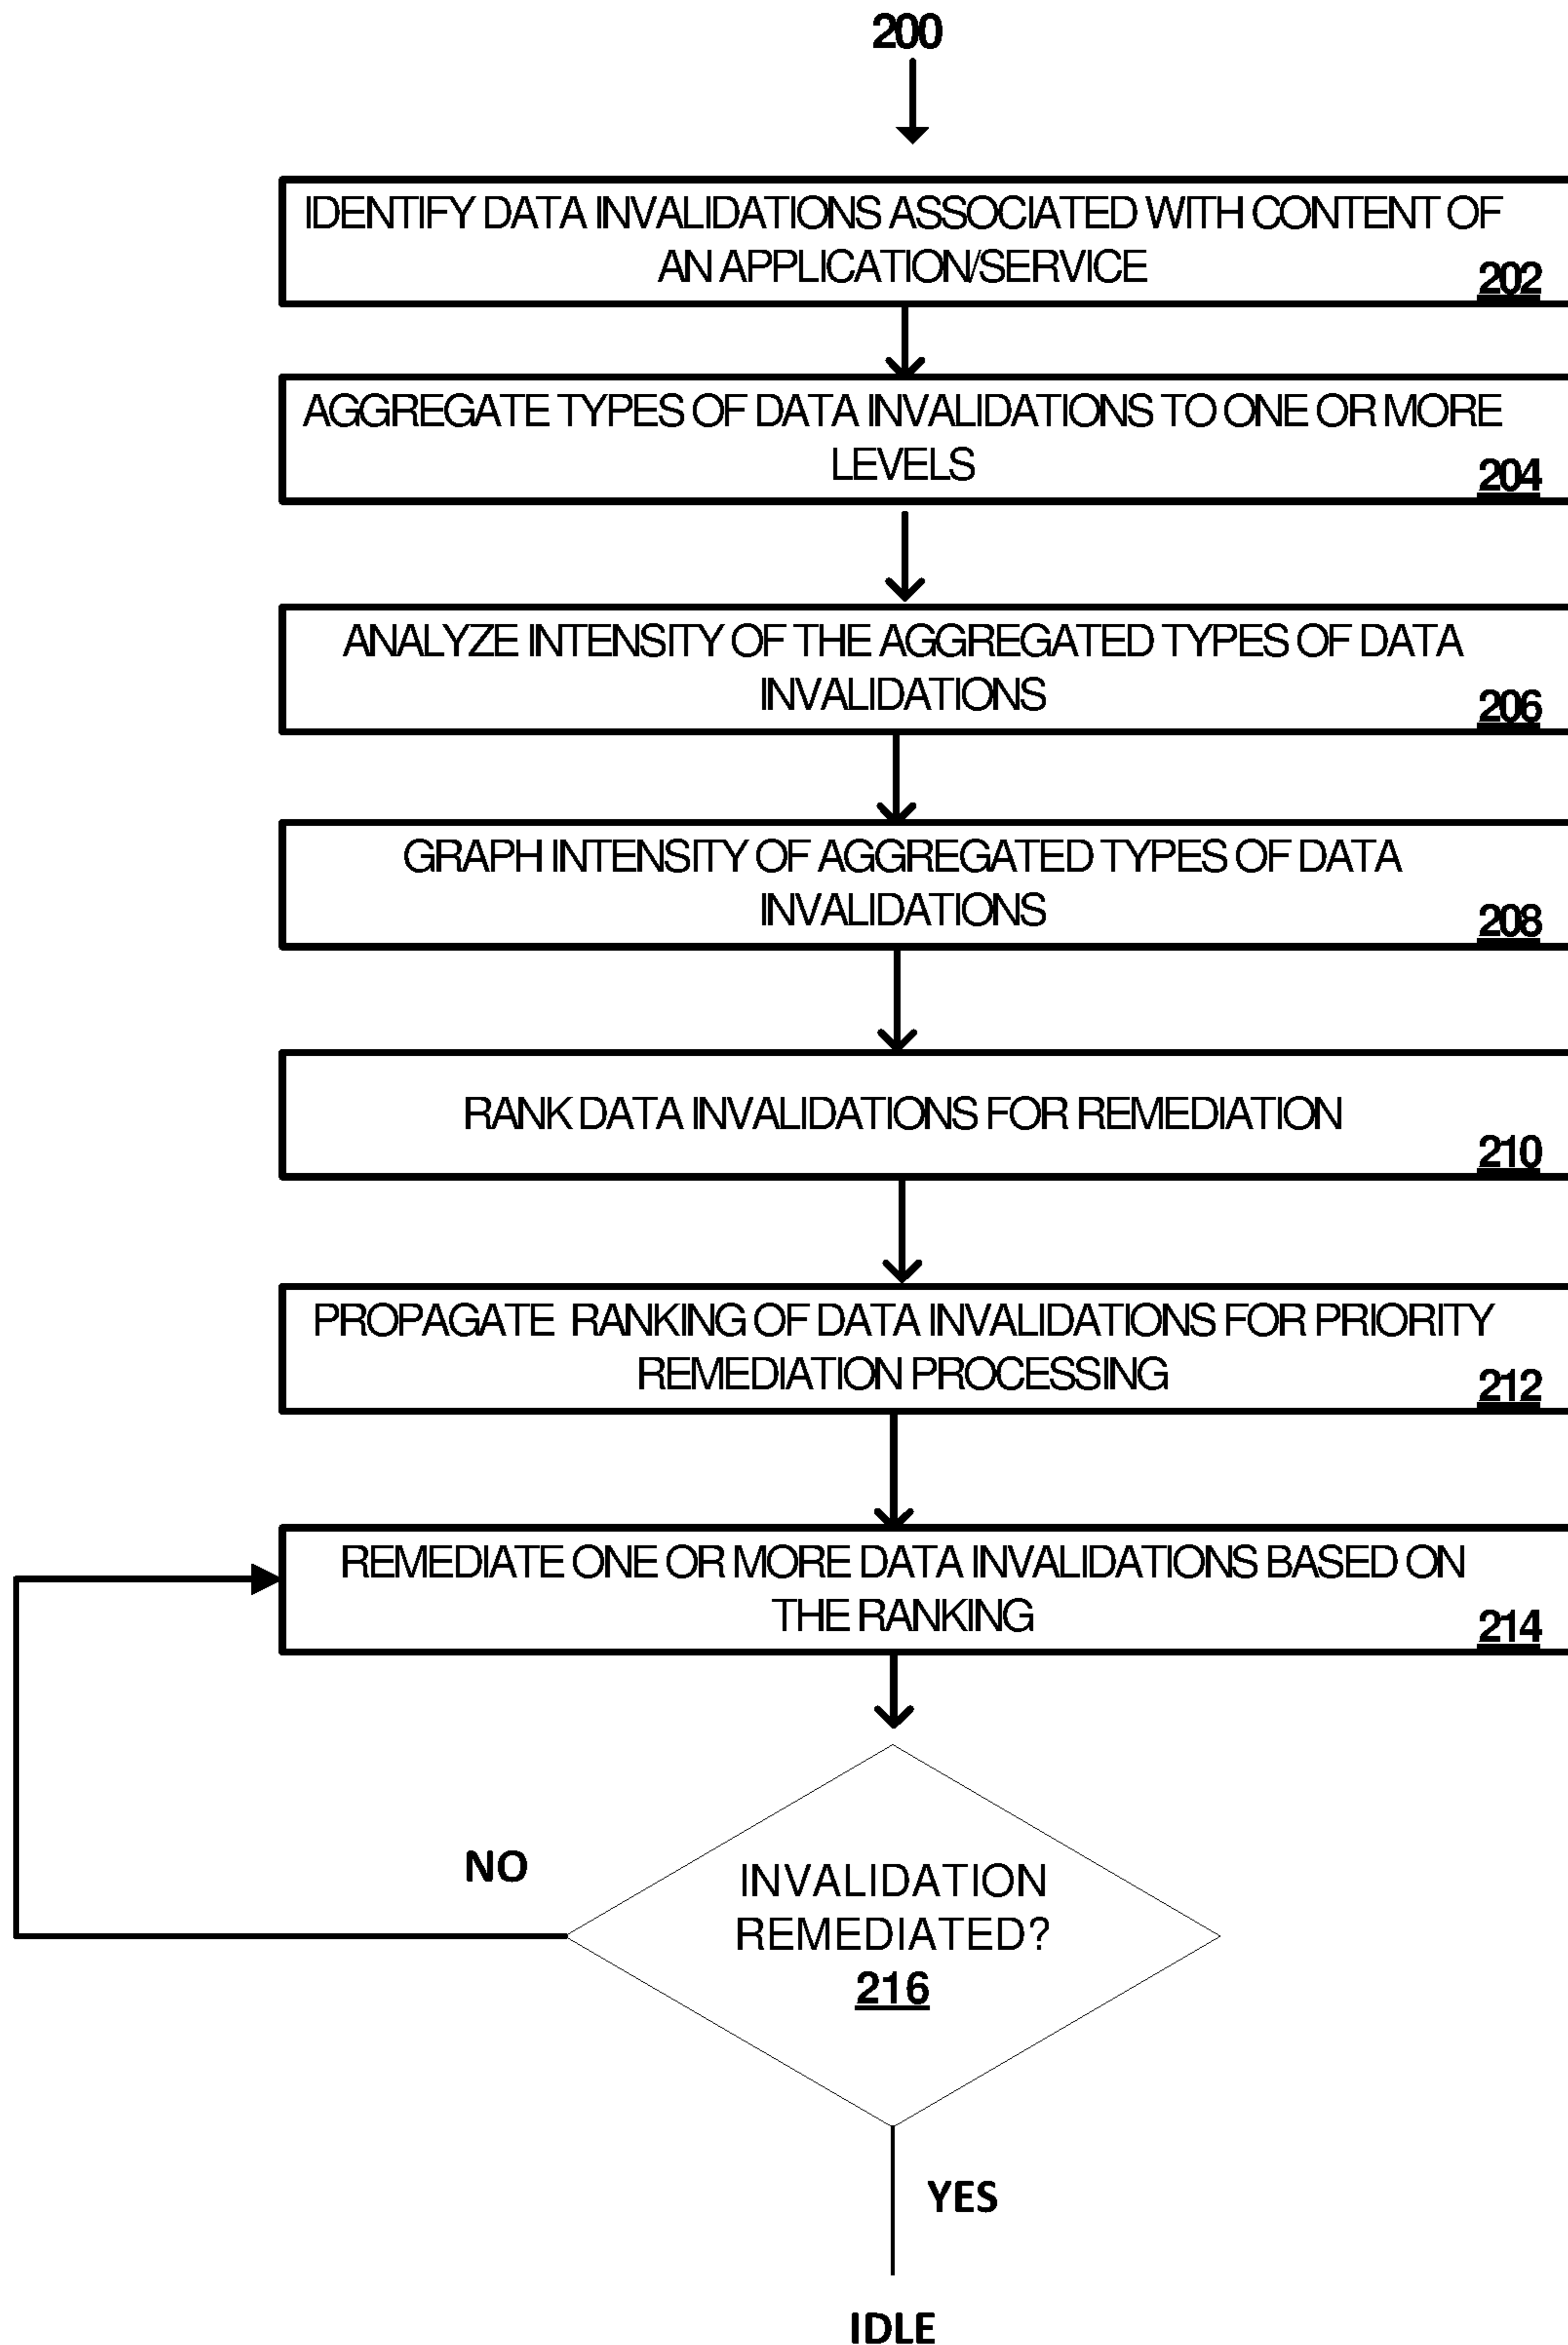 200
IDENTIFY DATA INVALIDATIONS ASSOCIATED WITH CONTENT OF
AN APPLICATION/SERVICE
202
AGGREGATE TYPES OF DATA INVALIDATIONS TO ONE OR MORE
LEVELS
204
ANALYZE INTENSITY OF THE AGGREGATED TYPES OF DATA
INVALIDATIONS
206
GRAPH INTENSITY OF AGGREGATED TYPES OF DATA
INVALIDATIONS
208
RANK DATA INVALIDATIONS FOR REMEDIATION
210
PROPAGATE RANKING OF DATA INVALIDATIONS FOR PRIORITY
REMEDIATION PROCESSING
212
REMEDIATE ONE OR MORE DATA INVALIDATIONS BASED ON
THE RANKING
214
NO
INVALIDATION
REMEDIATED?
216
YES
IDLE